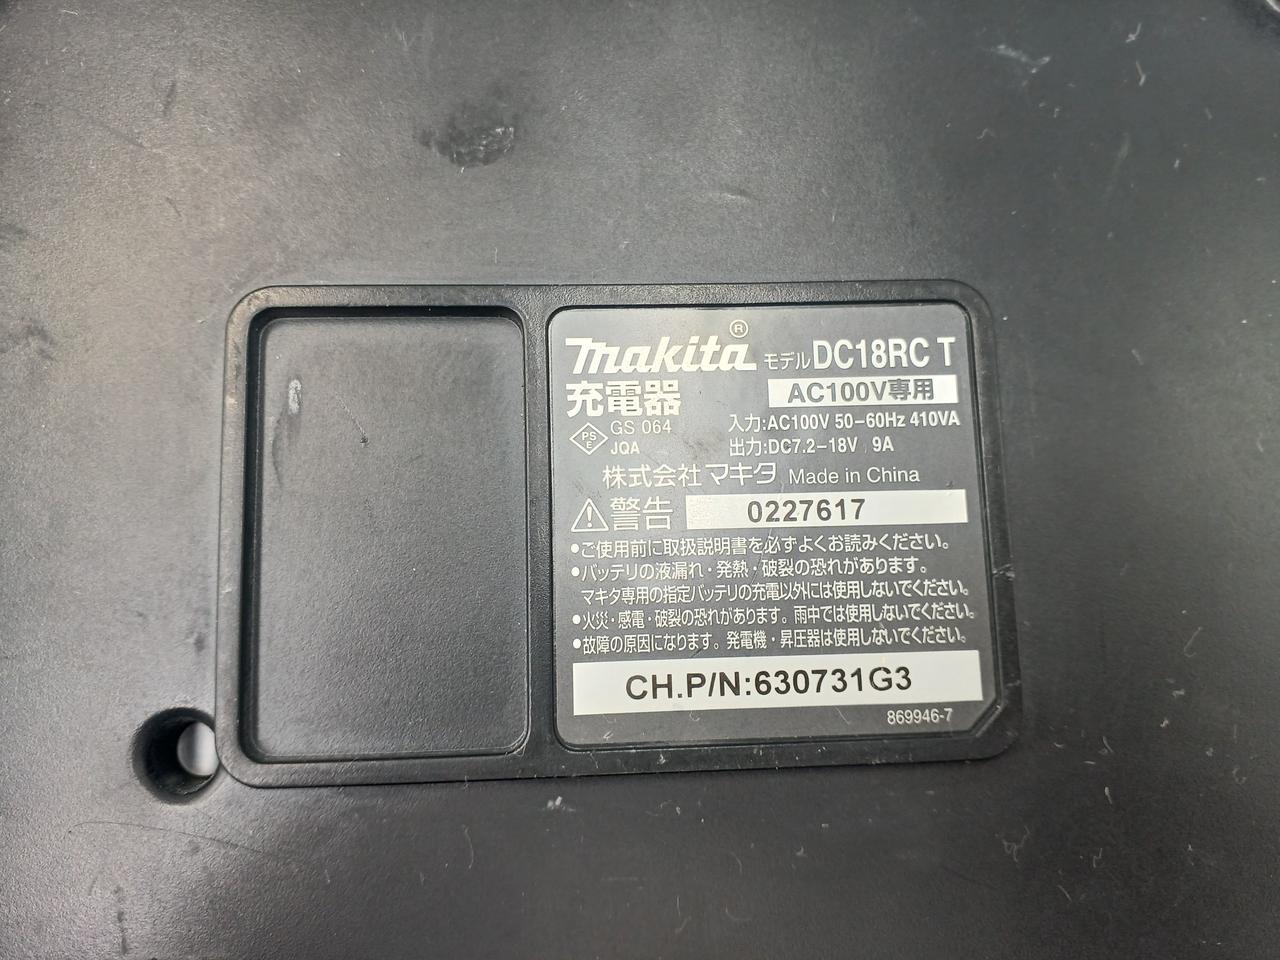 makita® モデル DC18RC T
充電器 AC100V専用
PSE GS 064 入力:AC100V 50-60Hz 410VA
JQA 出力:DC7.2-18V 9A
株式会社マキタ Made in China
警告 0227617
•ご使用前に取扱説明書を必ずよくお読みください。
•バッテリの液漏れ・発熱・破裂の恐れがあります。
マキタ専用の指定バッテリの充電以外には使用しないでください。
•火災・感電・破裂の恐れがあります。雨中では使用しないでください。
•故障の原因になります。発電機・昇圧器は使用しないでください。
CH.P/N:630731G3
869946-7